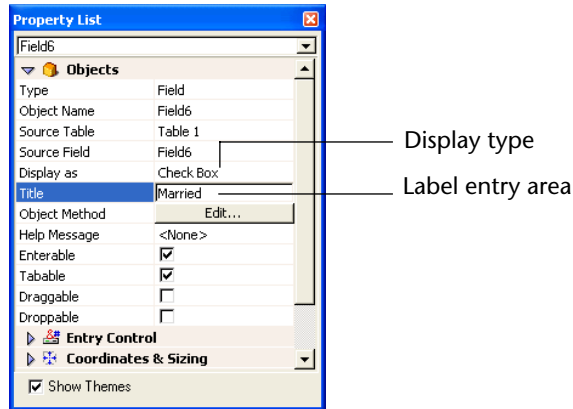 Property List
Field6
Objects
Type Field
Object Name Field6
Source Table Table 1
Source Field Field6
Display as Check Box
Display type
Title Married
Label entry area
Object Method Edit...
Help Message <None>
Enterable
Tabable
Draggable
Droppable
Entry Control
Coordinates & Sizing
Show Themes